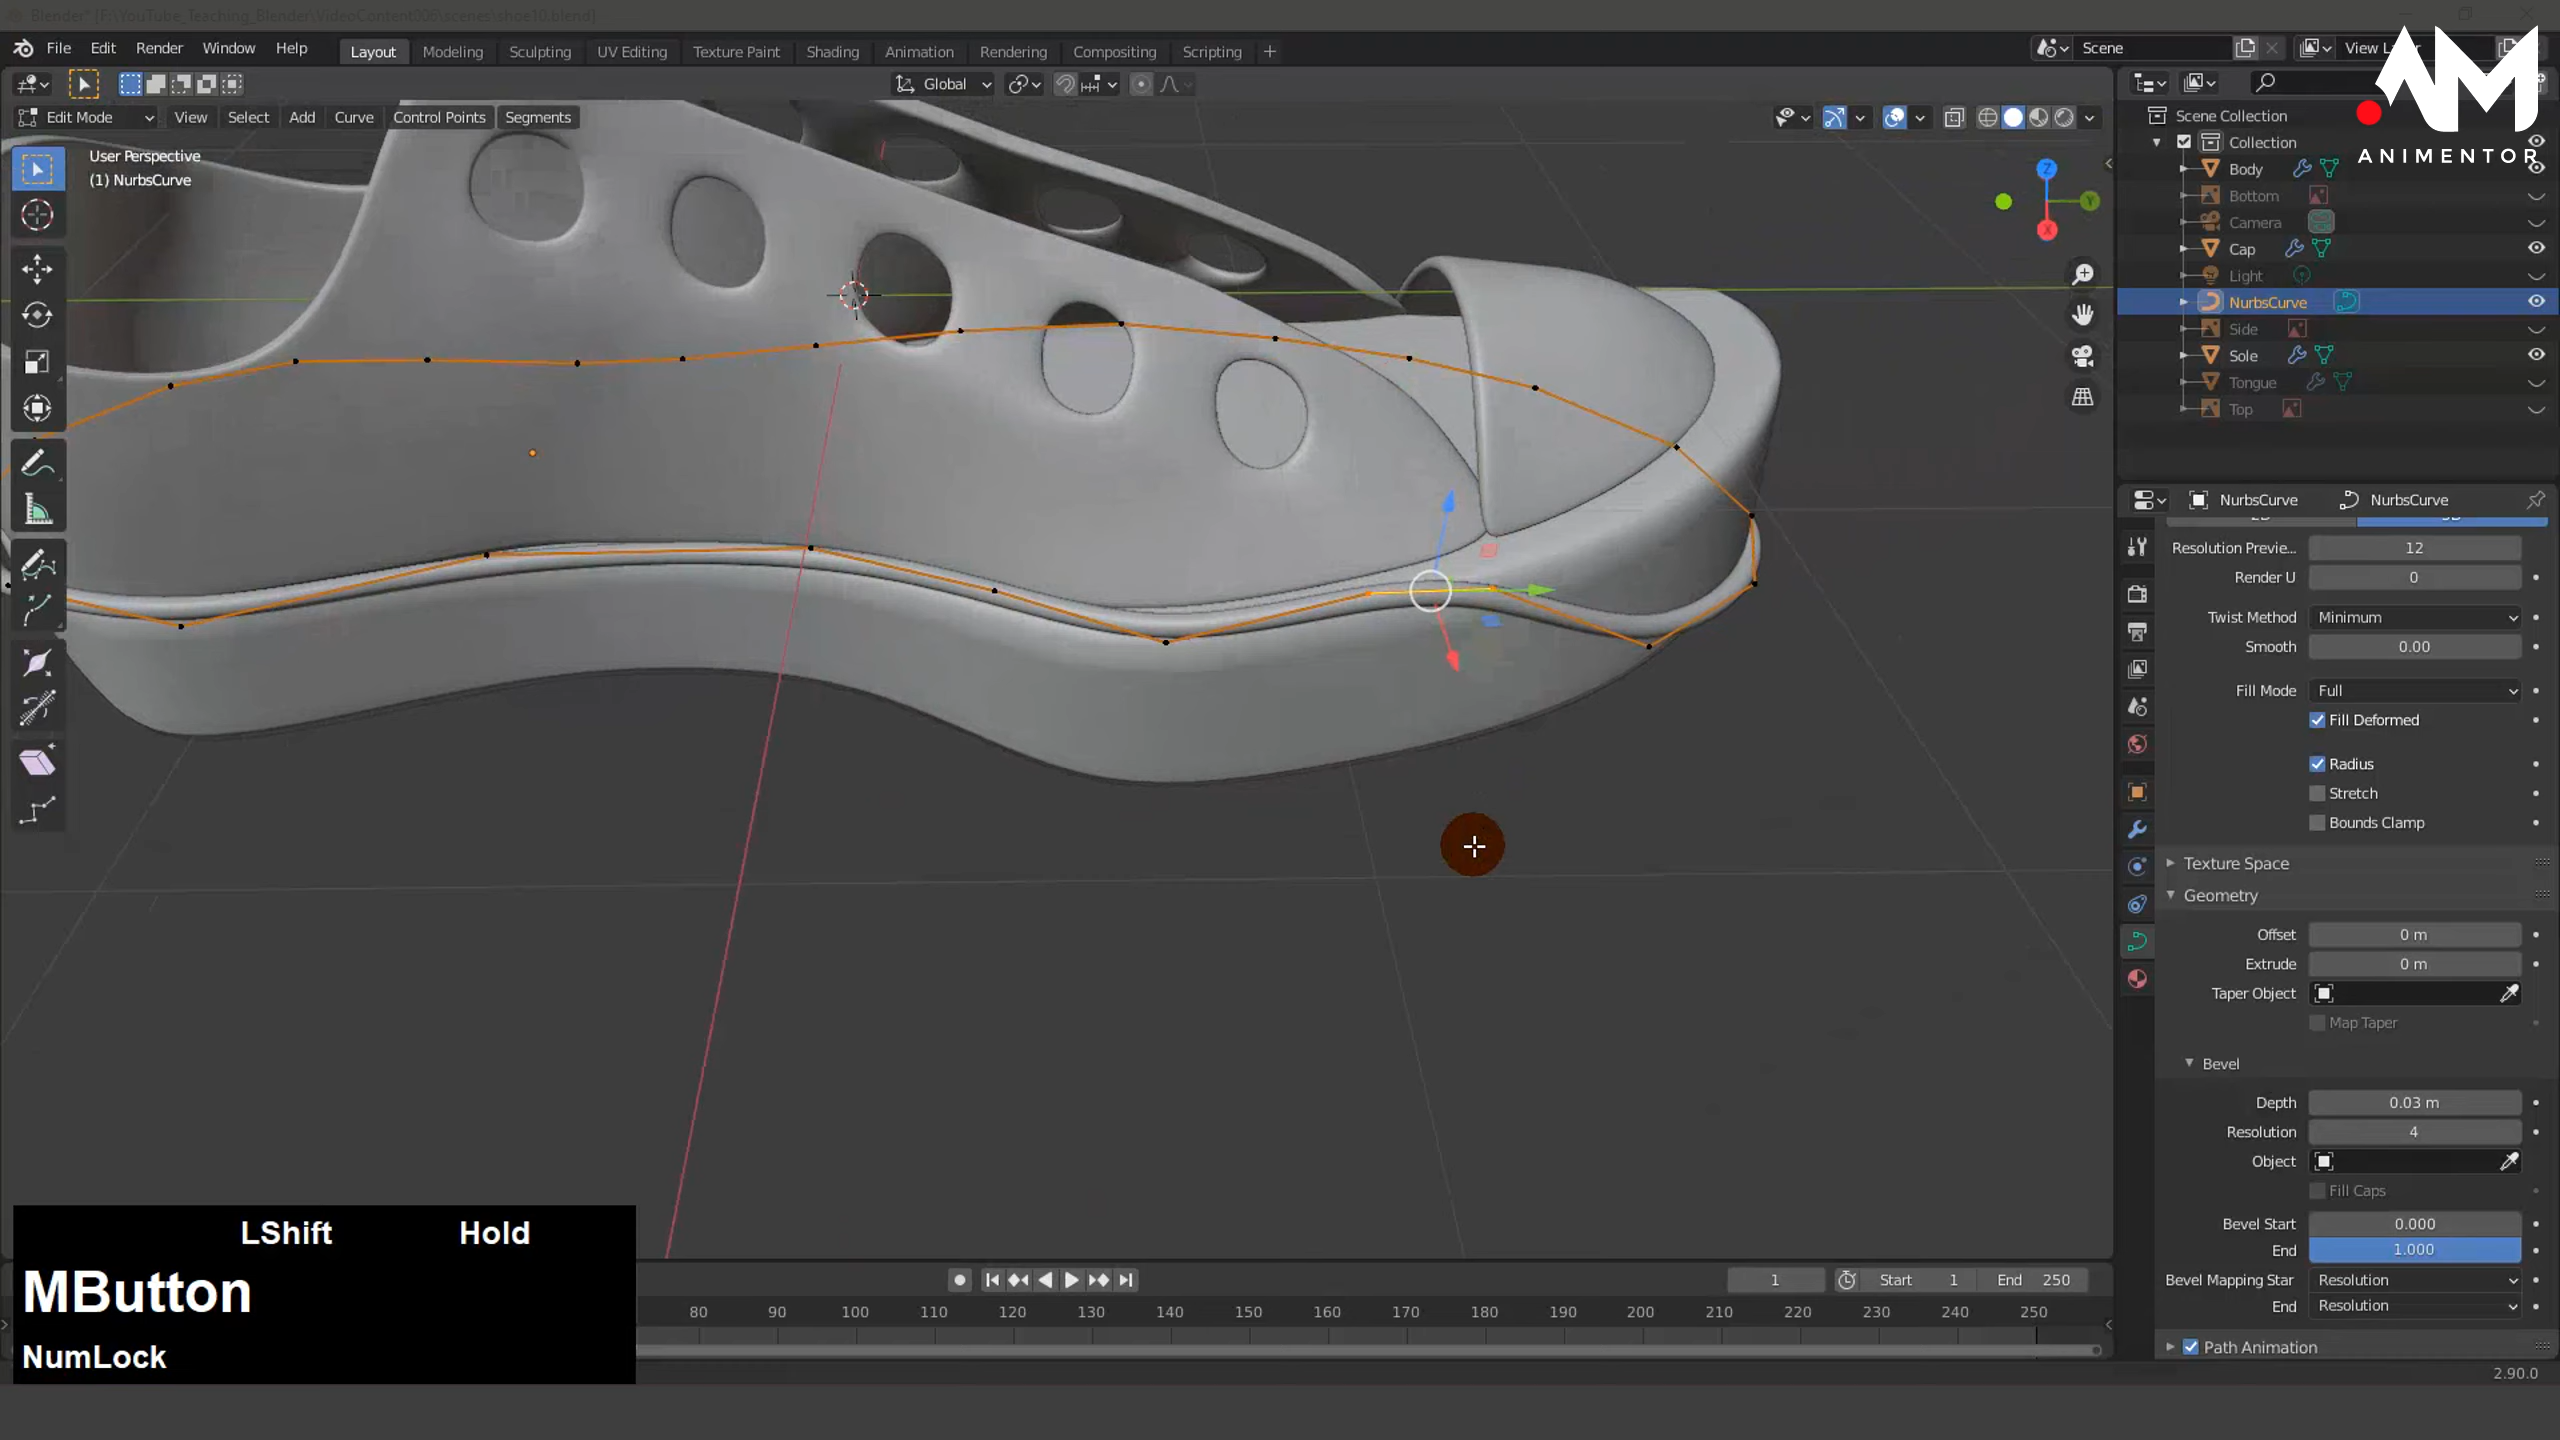 Blender* [F:\YouTube_Teaching_Blender\VideoContent006\scenes\shoe10.blend]
File Edit Render Window Help
Layout Modeling Sculpting UV Editing Texture Paint Shading Animation Rendering Compositing Scripting +
Scene
Global
Edit Mode View Select Add Curve Control Points Segments
User Perspective
(1) NurbsCurve
Z
Y
X
ANIMENTOR
Scene Collection
Collection
Body
Bottom
Camera
Cap
Light
NurbsCurve
Side
Sole
Tongue
Top
NurbsCurve NurbsCurve
Resolution Previe... 12
Render U 0
Twist Method Minimum
Smooth 0.00
Fill Mode Full
Fill Deformed
Radius
Stretch
Bounds Clamp
Texture Space
Geometry
Offset 0 m
Extrude 0 m
Taper Object
Map Taper
Bevel
Depth 0.03 m
Resolution 4
Object
Fill Caps
Bevel Start 0.000
End 1.000
Bevel Mapping Star Resolution
End Resolution
Path Animation
LShift Hold
MButton
NumLock
1 Start 1 End 250
80 90 100 110 120 130 140 150 160 170 180 190 200 210 220 230 240 250
2.90.0